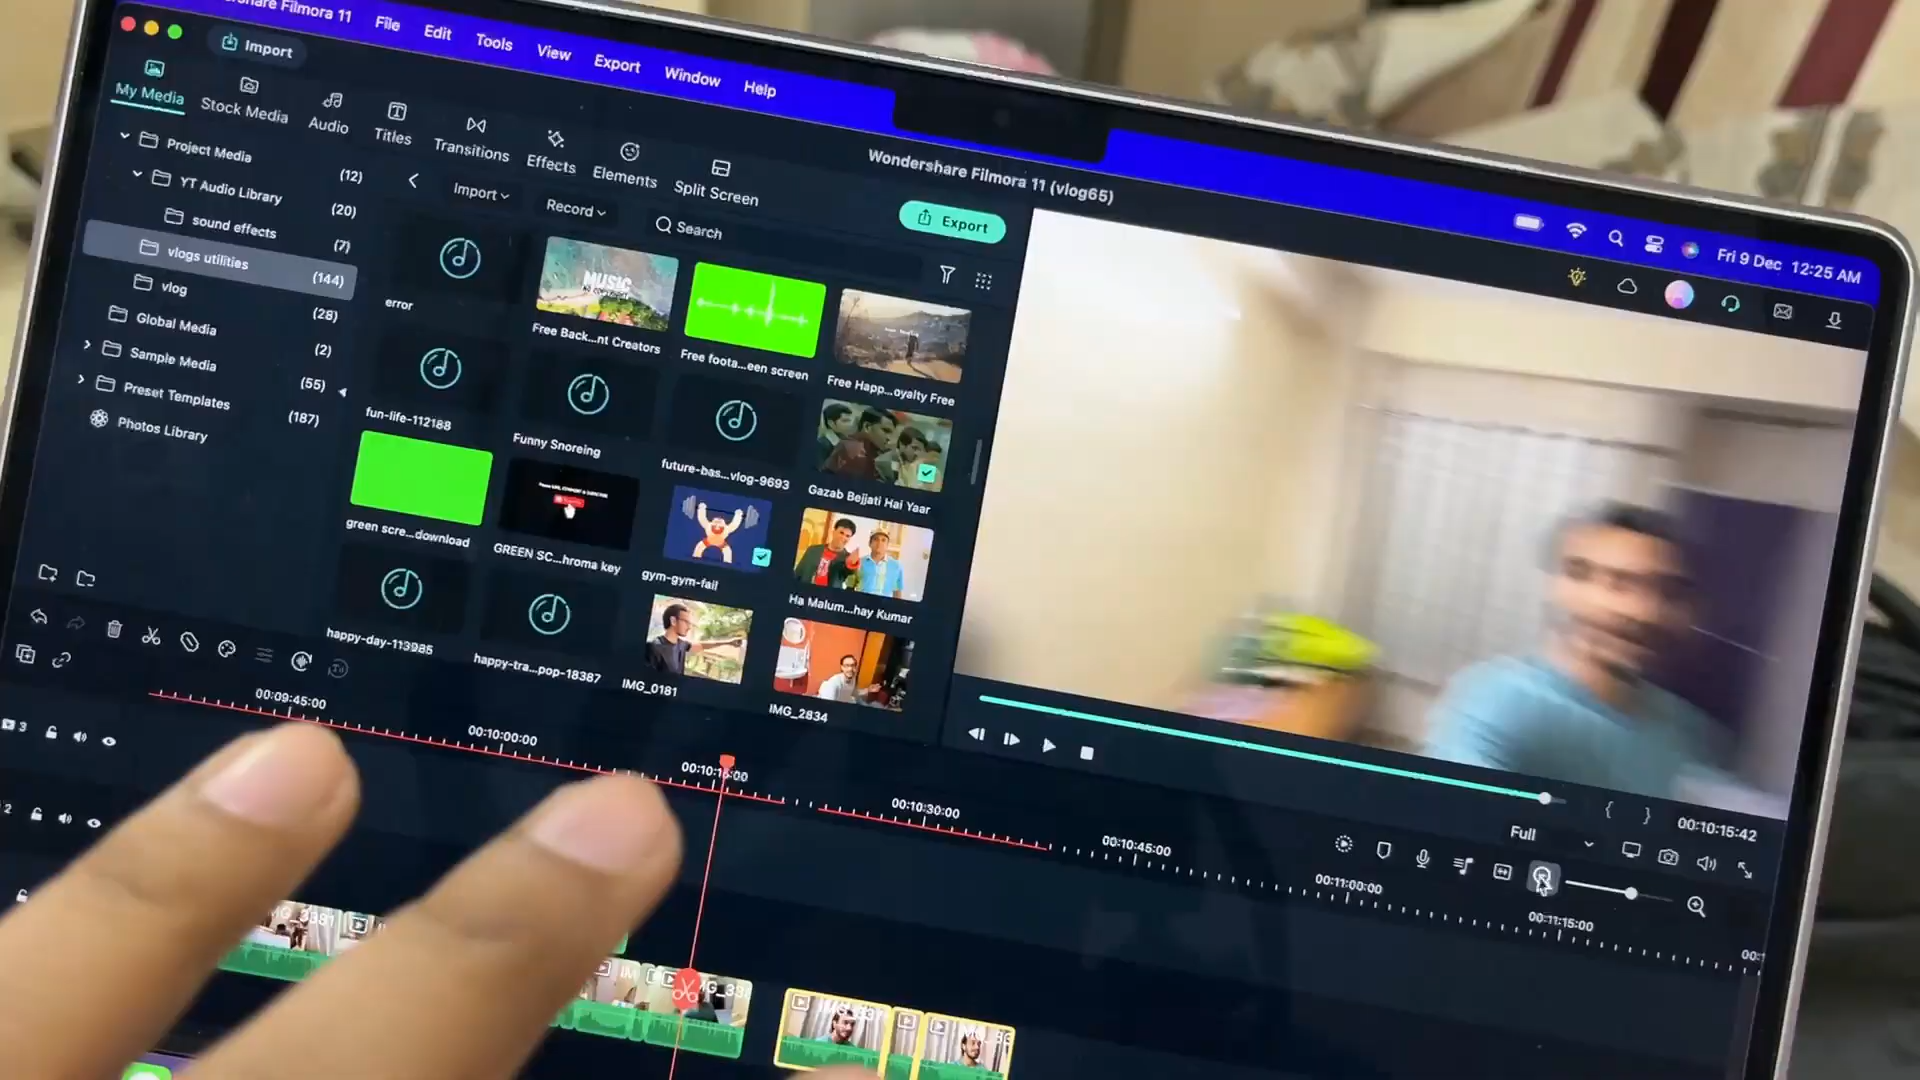 share Filmora 11 File Edit Tools View Export Window Help
Fri 9 Dec 12:25 AM
Import
Wondershare Filmora 11 (vlog65)
My Media
Stock Media
Audio
Titles
Transitions
Effects
Elements
Split Screen
Import
Record
Search
Export
Project Media (12)
YT Audio Library (20)
sound effects (7)
vlogs utilities (144)
vlog (28)
Global Media (2)
Sample Media (55)
Preset Templates (187)
Photos Library
error
MUSIC
Free Back...nt Creators
Free foota...een screen
Free Happ...oyalty Free
fun-life-112188
Funny Snoreing
future-bas...vlog-9693
Gazab Bejjati Hai Yaar
green scre...download
GREEN SC...hroma key
gym-gym-fail
Ha Malum...hay Kumar
happy-day-113985
happy-tra...pop-18387
IMG_0181
IMG_2834
Full
00:10:15:42
00:09:45:00
00:10:00:00
00:10:15:00
00:10:30:00
00:10:45:00
00:11:00:00
00:11:15:00
00:
3
2
IMG_3381